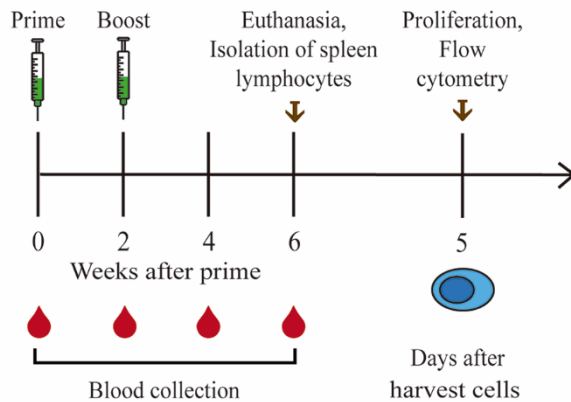 Prime
Boost
Euthanasia,
Isolation of spleen
lymphocytes
Proliferation,
Flow
cytometry
0
2
4
6
5
Weeks after prime
Blood collection
Days after
harvest cells